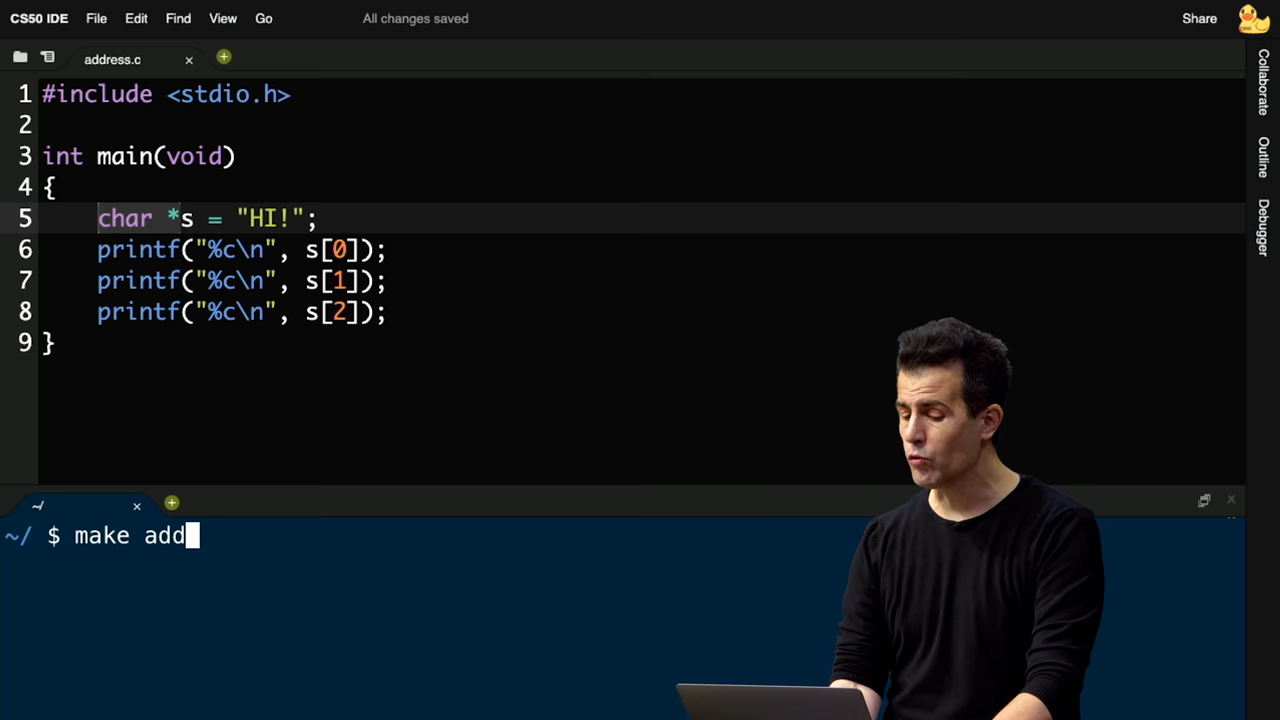 CS50 IDE File Edit Find View Go All changes saved Share
address.c
1 #include <stdio.h>
2
3 int main(void)
4 {
5 char *s = "HI!";
6 printf("%c\n", s[0]);
7 printf("%c\n", s[1]);
8 printf("%c\n", s[2]);
9 }
~/ $ make add
Collaborate
Outline
Debugger